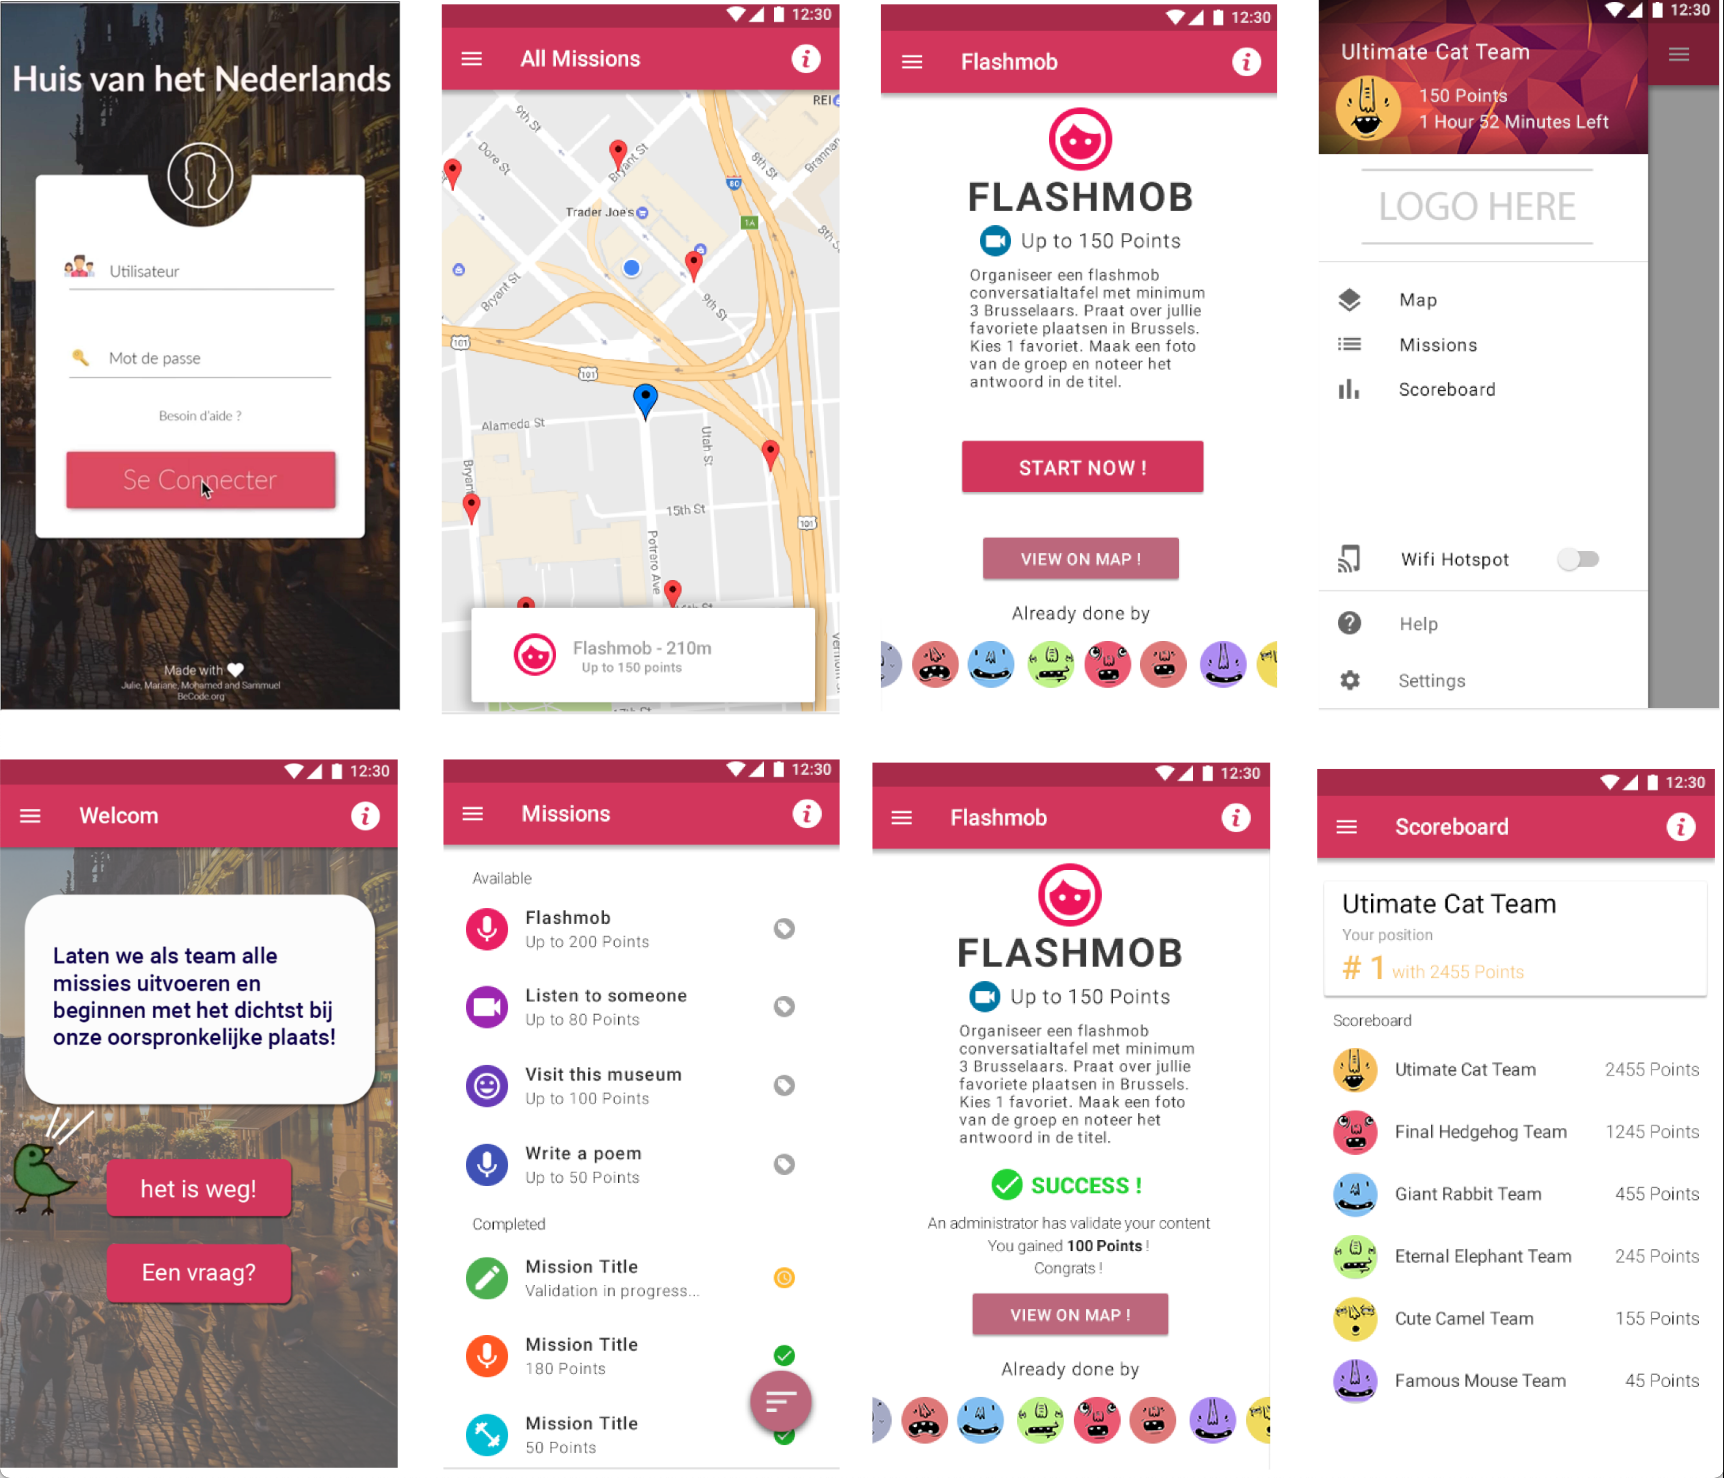 Huis van het Nederlands
Utilisateur
Mot de passe
Besoin d'aide ?
Se Connecter
Made with
Julie, Mariane, Mohamed and Sammuel
BeCode.org
12:30
All Missions
REI
9th St
Dore St
Bryant St
8th St
Brannan
80
Trader Joe's
1A
8th S
Bryant St
9th St
101
101
Alameda St
Utah St
Bryan
15th St
101
Potrero Ave
16th St
Vermont
Flashmob - 210m
Up to 150 points
17th St
12:30
Flashmob
FLASHMOB
Up to 150 Points
Organiseer een flashmob
conversatialtafel met minimum
3 Brusselaars. Praat over jullie
favoriete plaatsen in Brussels.
Kies 1 favoriet. Maak een foto
van de groep en noteer het
antwoord in de titel.
START NOW !
VIEW ON MAP !
Already done by
12:30
Ultimate Cat Team
150 Points
1 Hour 52 Minutes Left
LOGO HERE
Map
Missions
Scoreboard
Wifi Hotspot
Help
Settings
12:30
Welcom
Laten we als team alle
missies uitvoeren en
beginnen met het dichtst bij
onze oorspronkelijke plaats!
het is weg!
Een vraag?
12:30
Missions
Available
Flashmob
Up to 200 Points
Listen to someone
Up to 80 Points
Visit this museum
Up to 100 Points
Write a poem
Up to 50 Points
Completed
Mission Title
Validation in progress...
Mission Title
180 Points
Mission Title
50 Points
12:30
Flashmob
FLASHMOB
Up to 150 Points
Organiseer een flashmob
conversatialtafel met minimum
3 Brusselaars. Praat over jullie
favoriete plaatsen in Brussels.
Kies 1 favoriet. Maak een foto
van de groep en noteer het
antwoord in de titel.
SUCCESS !
An administrator has validate your content
You gained 100 Points !
Congrats !
VIEW ON MAP !
Already done by
12:30
Scoreboard
Utimate Cat Team
Your position
# 1 with 2455 Points
Scoreboard
Utimate Cat Team 2455 Points
Final Hedgehog Team 1245 Points
Giant Rabbit Team 455 Points
Eternal Elephant Team 245 Points
Cute Camel Team 155 Points
Famous Mouse Team 45 Points